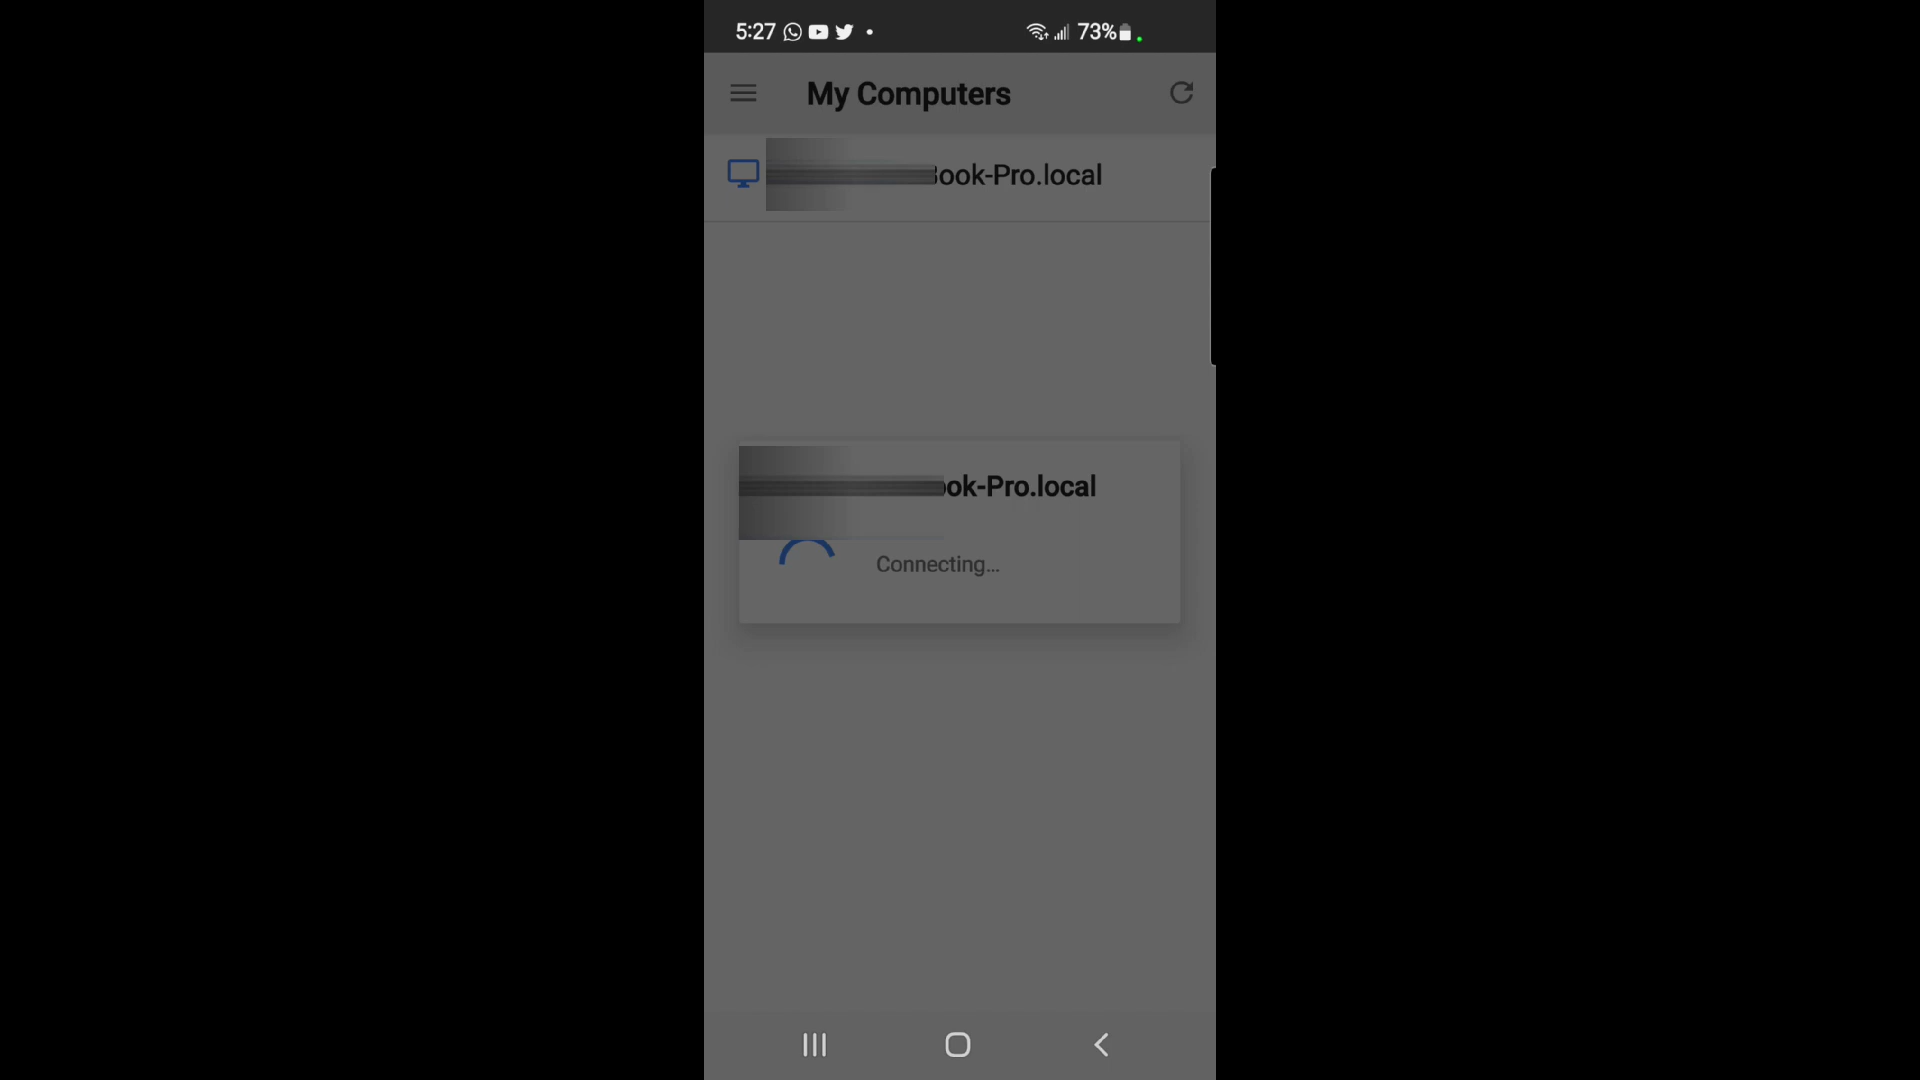 5:27 73%
My Computers
ook-Pro.local
ok-Pro.local
Connecting...